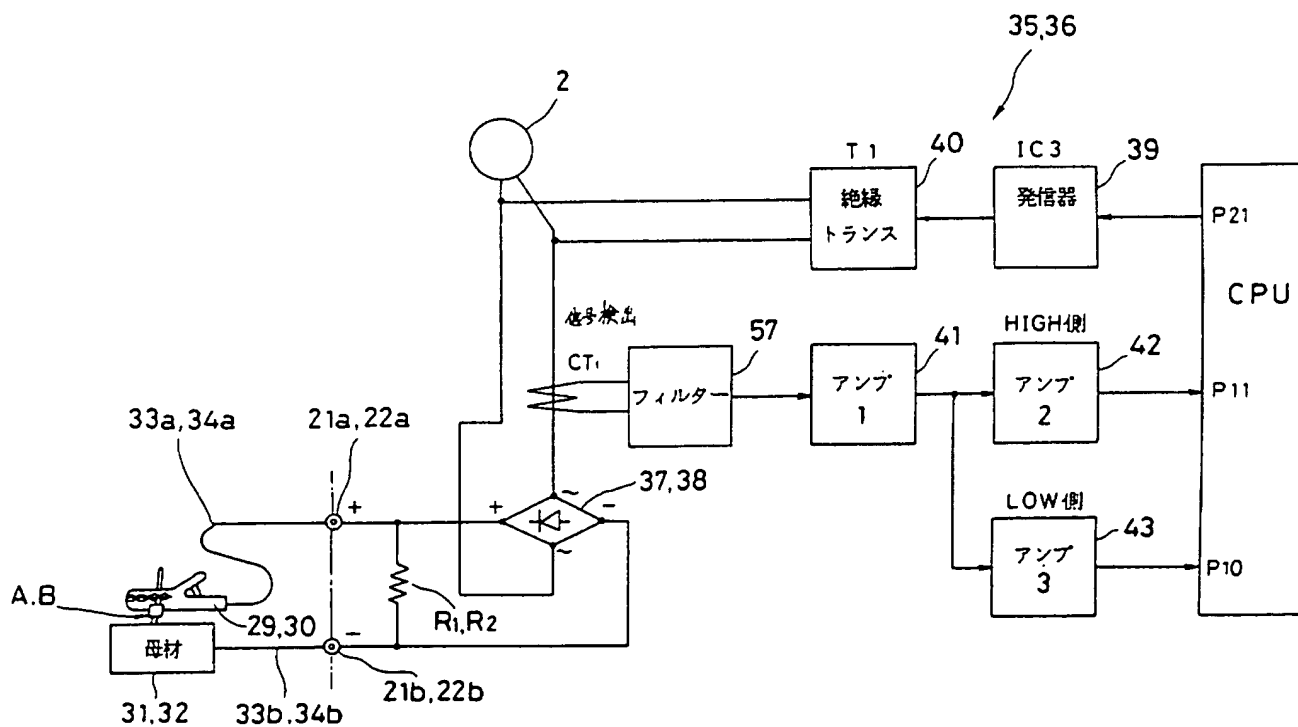 35,36
2
T1
40
IC3
39
絶縁
トランス
発信器
P21
CPU
信号検出
CT1
57
フィルター
41
アンプ
1
HIGH側
42
アンプ
2
P11
33a,34a
21a,22a
+
+
~
-
37,38
~
LOW側
43
アンプ
3
P10
A.B
29,30
R1,R2
母材
-
31,32
33b,34b
21b,22b